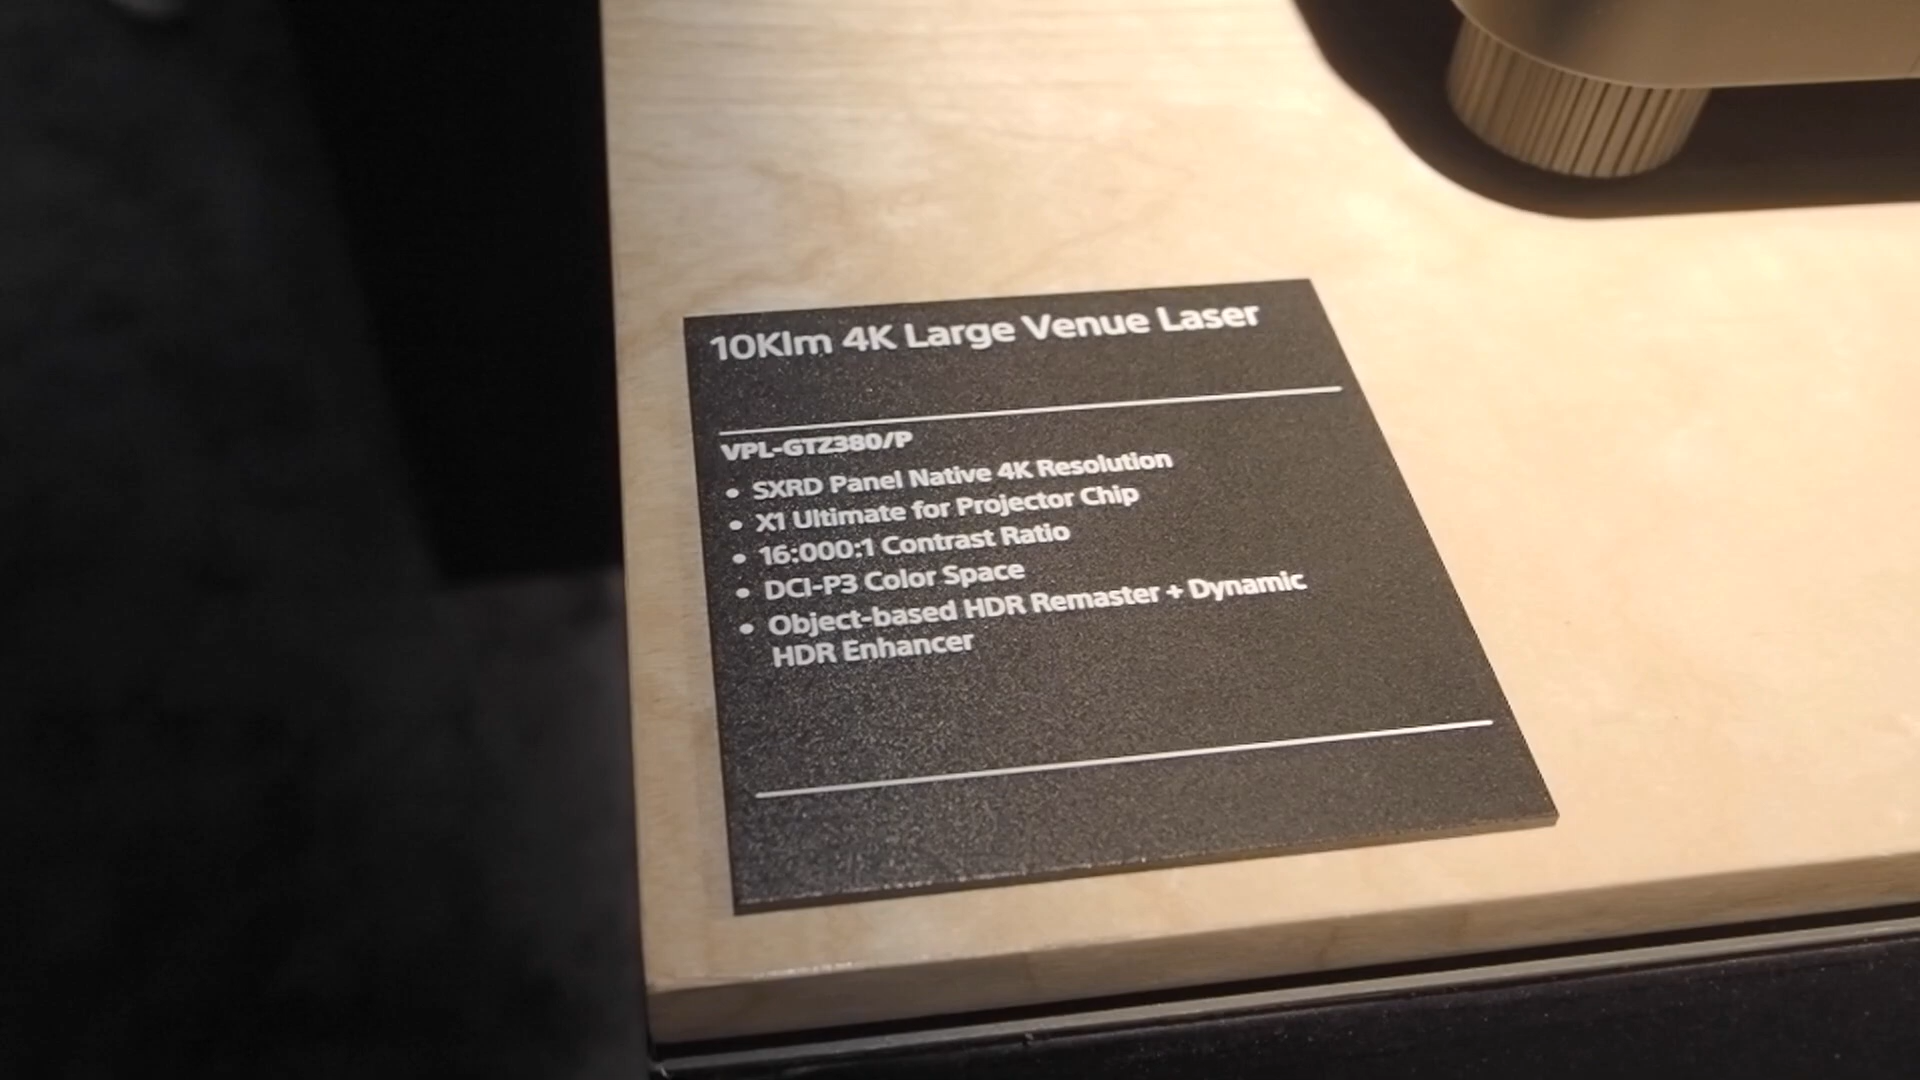 10Klm 4K Large Venue Laser
VPL-GTZ380/P
• SXRD Panel Native 4K Resolution
• X1 Ultimate for Projector Chip
• 16:000:1 Contrast Ratio
• DCI-P3 Color Space
• Object-based HDR Remaster + Dynamic
HDR Enhancer